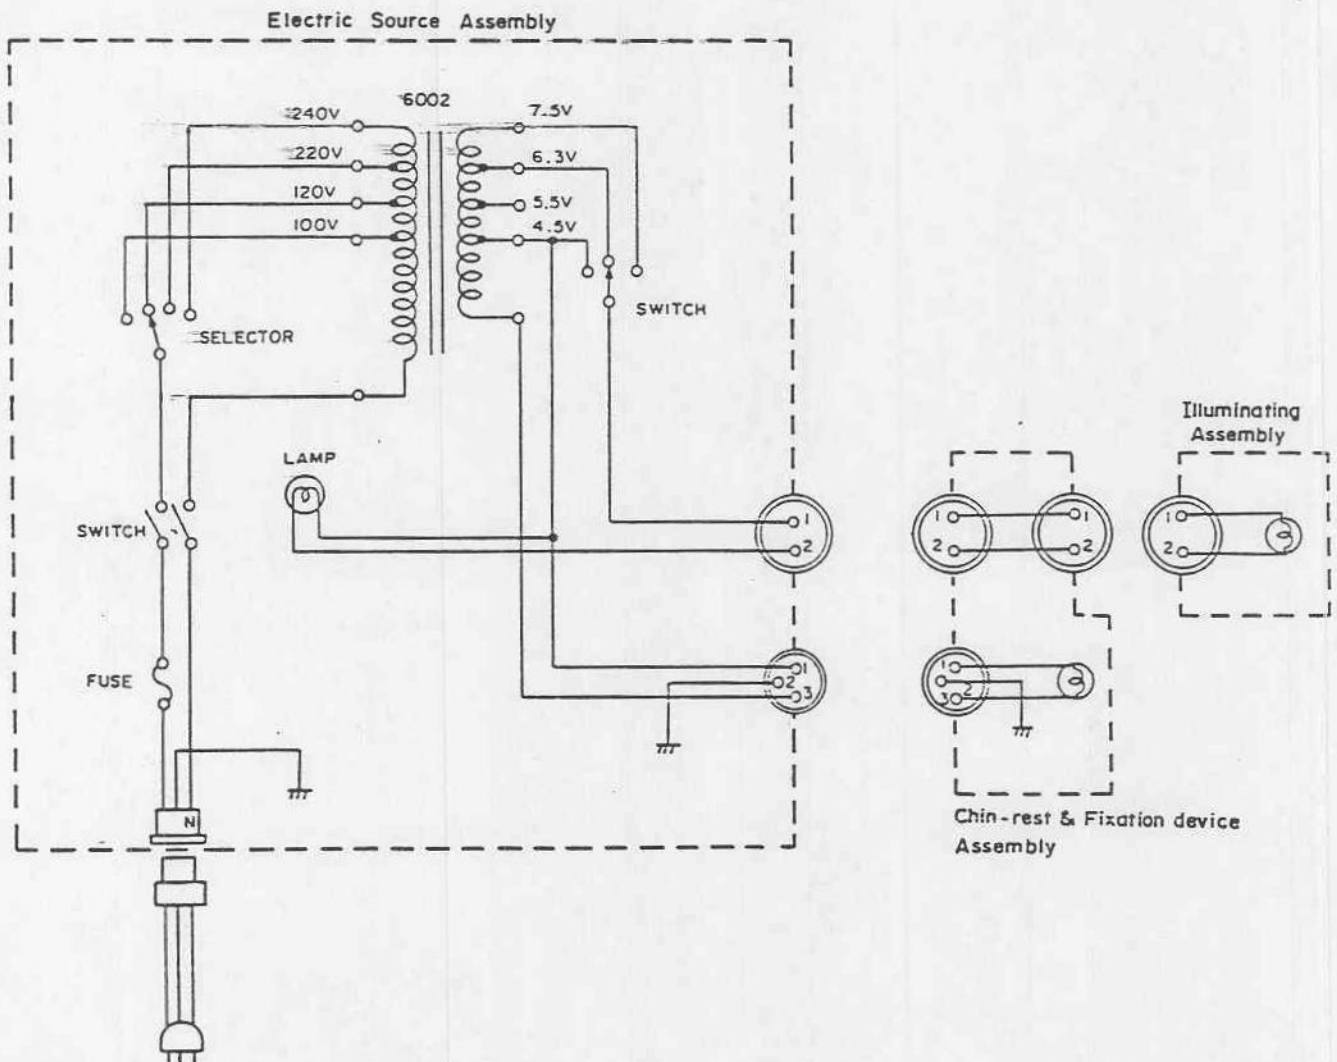 Electric Source Assembly
6002
240V
7.5V
220V
6.3V
120V
5.5V
100V
4.5V
SELECTOR
SWITCH
LAMP
SWITCH
FUSE
N
1
2
1
2
3
1
2
1
2
Illuminating
Assembly
1
2
1
2
3
Chin-rest & Fixation device
Assembly